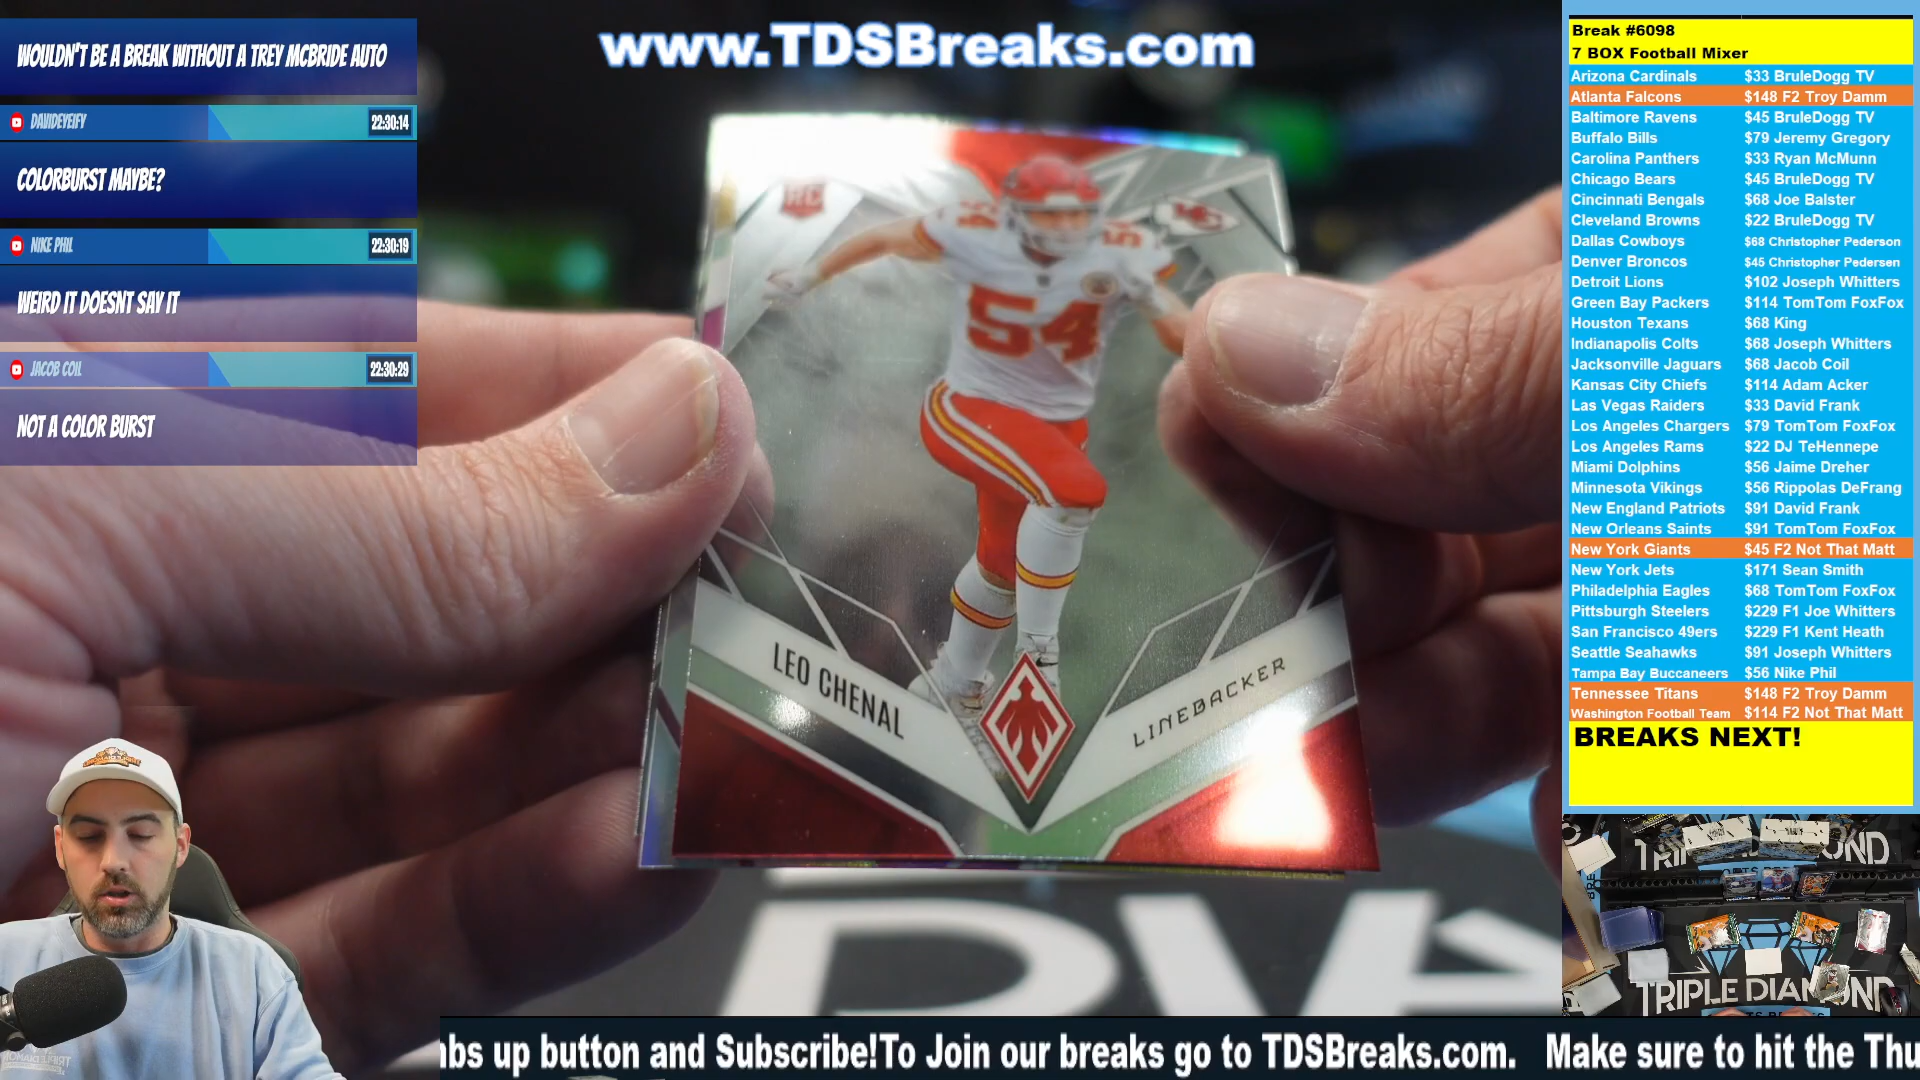 WOULDN'T BE A BREAK WITHOUT A TREY MCBRIDE AUTO
DAVIDEYEIFY 22:30:14
COLORBURST MAYBE?
NIKE PHIL 22:30:19
WEIRD IT DOESNT SAY IT
JACOB COIL 22:30:29
NOT A COLOR BURST
www.TDSBreaks.com
RC
KC
54
54
54
LEO CHENAL
LINEBACKER
Break #6098
7 BOX Football Mixer
Arizona Cardinals $33 BruleDogg TV
Atlanta Falcons $148 F2 Troy Damm
Baltimore Ravens $45 BruleDogg TV
Buffalo Bills $79 Jeremy Gregory
Carolina Panthers $33 Ryan McMunn
Chicago Bears $45 BruleDogg TV
Cincinnati Bengals $68 Joe Balster
Cleveland Browns $22 BruleDogg TV
Dallas Cowboys $68 Christopher Pederson
Denver Broncos $45 Christopher Pedersen
Detroit Lions $102 Joseph Whitters
Green Bay Packers $114 TomTom FoxFox
Houston Texans $68 King
Indianapolis Colts $68 Joseph Whitters
Jacksonville Jaguars $68 Jacob Coil
Kansas City Chiefs $114 Adam Acker
Las Vegas Raiders $33 David Frank
Los Angeles Chargers $79 TomTom FoxFox
Los Angeles Rams $22 DJ TeHennepe
Miami Dolphins $56 Jaime Dreher
Minnesota Vikings $56 Rippolas DeFrang
New England Patriots $91 David Frank
New Orleans Saints $91 TomTom FoxFox
New York Giants $45 F2 Not That Matt
New York Jets $171 Sean Smith
Philadelphia Eagles $68 TomTom FoxFox
Pittsburgh Steelers $229 F1 Joe Whitters
San Francisco 49ers $229 F1 Kent Heath
Seattle Seahawks $91 Joseph Whitters
Tampa Bay Buccaneers $56 Nike Phil
Tennessee Titans $148 F2 Troy Damm
Washington Football Team $114 F2 Not That Matt
BREAKS NEXT!
TRIPLE DIAMOND
mbs up button and Subscribe!To Join our breaks go to TDSBreaks.com. Make sure to hit the Thu